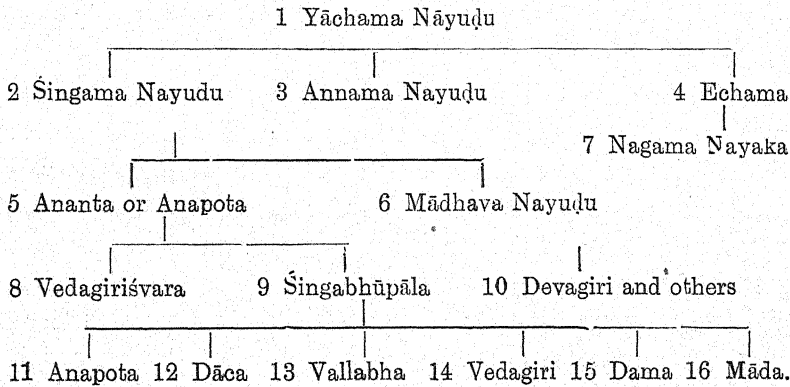 1 Yāchama Nāyuḍu
2 Śingama Nayudu 3 Annama Nayuḍu 4 Echama
7 Nagama Nayaka
5 Ananta or Anapota 6 Mādhava Nayuḍu
8 Vedagiriśvara 9 Śingabhūpāla 10 Devagiri and others
11 Anapota 12 Dāca 13 Vallabha 14 Vedagiri 15 Dama 16 Māda.